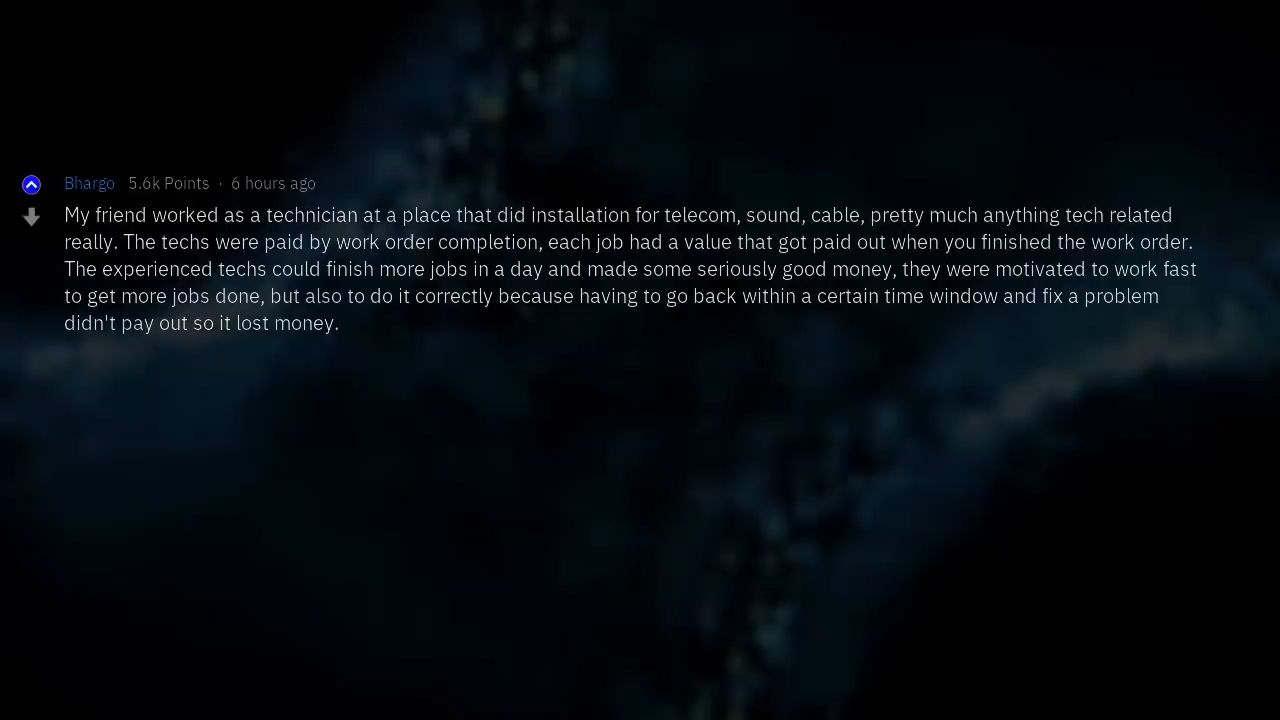 Bhargo 5.6k Points · 6 hours ago
My friend worked as a technician at a place that did installation for telecom, sound, cable, pretty much anything tech related
really. The techs were paid by work order completion, each job had a value that got paid out when you finished the work order.
The experienced techs could finish more jobs in a day and made some seriously good money, they were motivated to work fast
to get more jobs done, but also to do it correctly because having to go back within a certain time window and fix a problem
didn't pay out so it lost money.